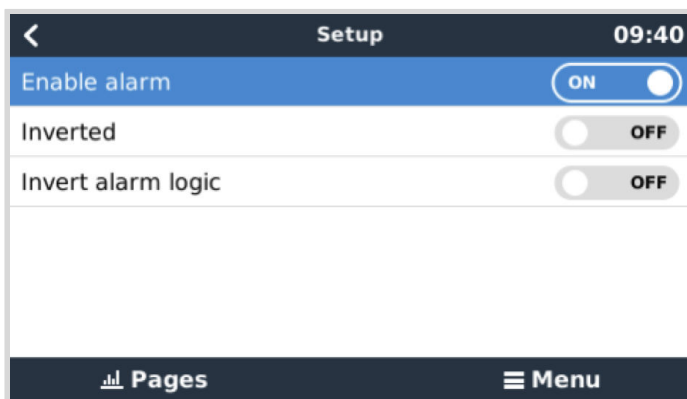 Setup 09:40
Enable alarm ON
Inverted OFF
Invert alarm logic OFF
Pages Menu